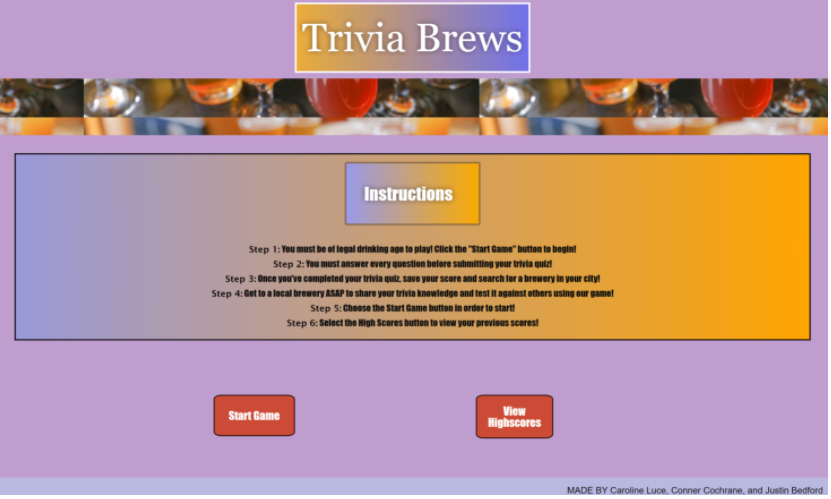 Trivia Brews
Instructions
Step 1: You must be of legal drinking age to play! Click the "Start Game" button to begin!
Step 2: You must answer every question before submitting your trivia quiz!
Step 3: Once you've completed your trivia quiz, save your score and search for a brewery in your city!
Step 4: Get to a local brewery ASAP to share your trivia knowledge and test it against others using our game!
Step 5: Choose the Start Game button in order to start!
Step 6: Select the High Scores button to view your previous scores!
Start Game
View
Highscores
MADE BY Caroline Luce, Conner Cochrane, and Justin Bedford